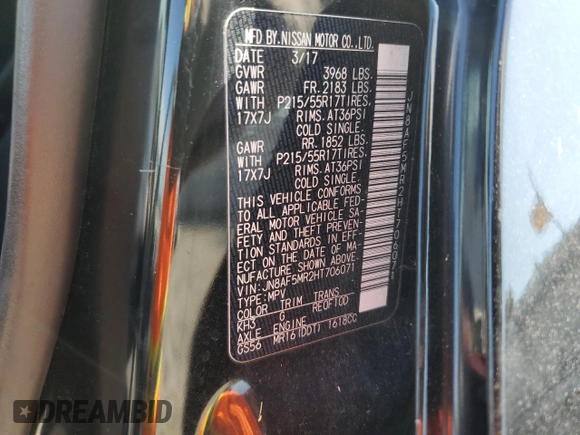 MFD BY.NISSAN MOTOR CO.,LTD.
DATE 3/17
GVWR 3968 LBS.
GAWR FR. 2183 LBS.
WITH P215/55R17TIRES.
17X7J RIMS. AT36PSI
COLD SINGLE.
GAWR RR. 1852 LBS.
WITH P215/55R17TIRES.
17X7J RIMS. AT36PSI
COLD SINGLE.
THIS VEHICLE CONFORMS
TO ALL APPLICABLE FED-
ERAL MOTOR VEHICLE SA-
FETY AND THEFT PREVEN-
TION STANDARDS IN EFF-
ECT ON THE DATE OF MA-
NUFACTURE SHOWN ABOVE.
VIN: JN8AF5MR2HT706071
TYPE: MPV
COLOR TRIM TRANS
KH3 G RE0F10D
AXLE ENGINE
GS56 MR16(DDT) 1618CC
JN8AF5MR2HT706071
DREAMBID